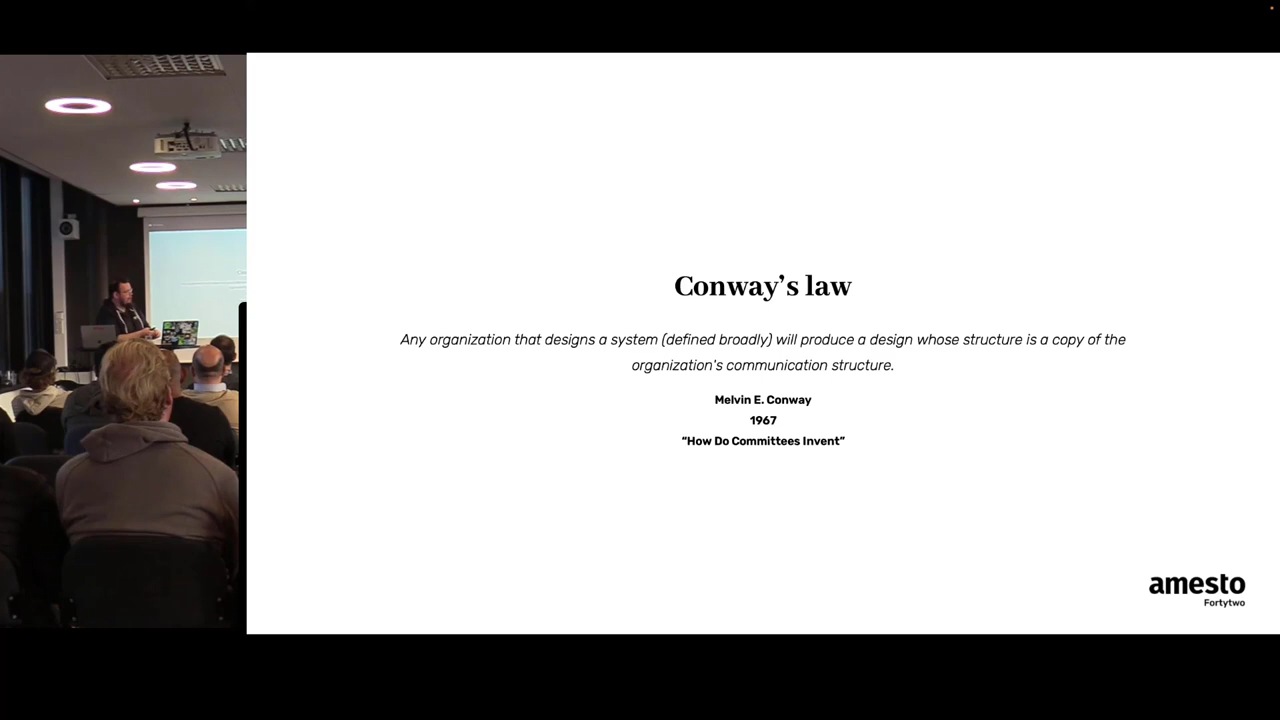 Conway’s law
Any organization that designs a system (defined broadly) will produce a design whose structure is a copy of the
organization's communication structure.
Melvin E. Conway
1967
“How Do Committees Invent”
amesto
Fortytwo